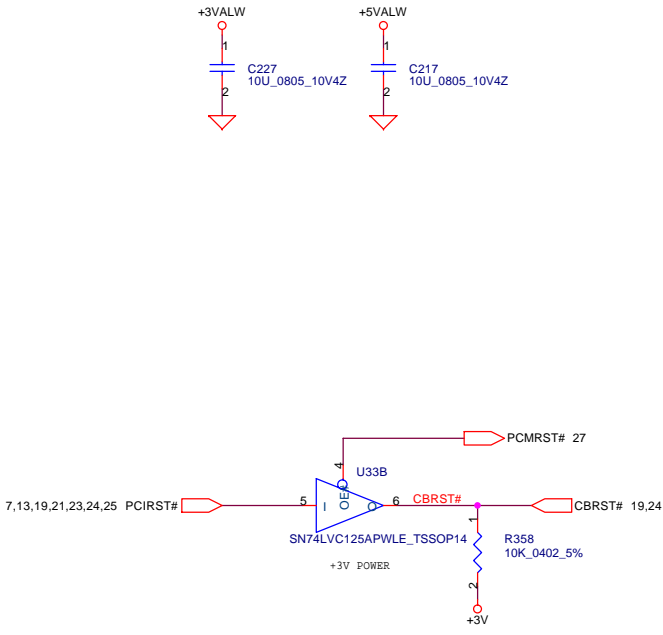 +3VALW
+5VALW
1
1
C227
10U_0805_10V4Z
C217
10U_0805_10V4Z
2
2
PCMRST# 27
4
U33B
OE
7,13,19,21,23,24,25 PCIRST#
5
I
O
6
CBRST#
CBRST# 19,24
SN74LVC125APWLE_TSSOP14
1
R358
10K_0402_5%
+3V POWER
2
+3V